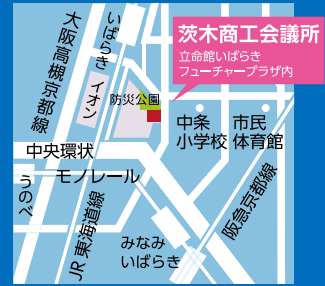 茨木商工会議所
立命館いばらき
フューチャープラザ内
大阪高槻京都線
いばらき
イオン
防災公園
中条
小学校
市民
体育館
中央環状
モノレール
うのべ
JR東海道線
みなみ
いばらき
阪急京都線